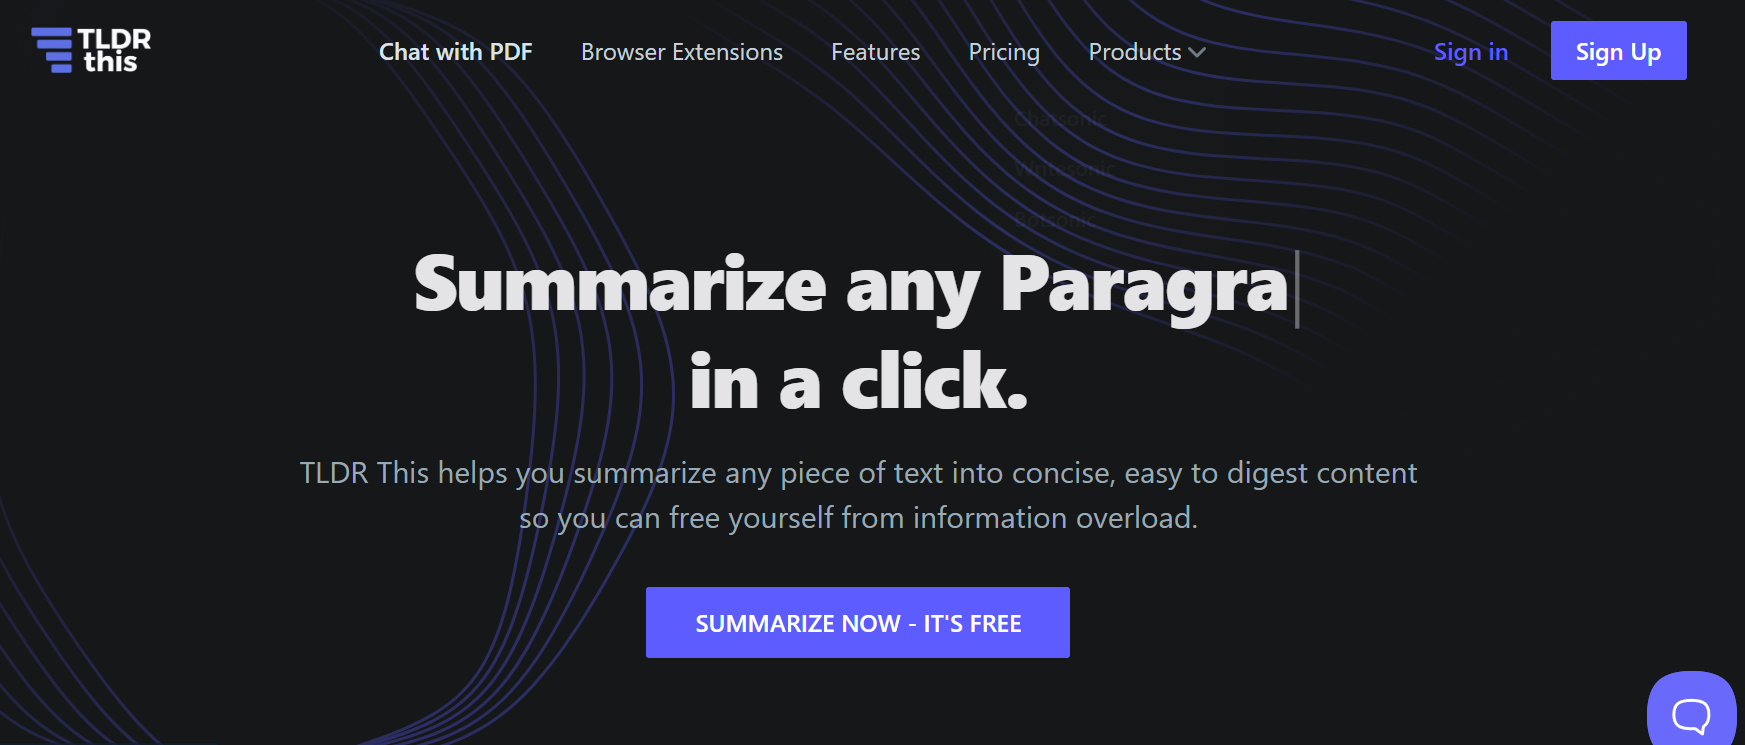 TLDR
this
Chat with PDF
Browser Extensions
Features
Pricing
Products
Sign in
Sign Up
Chatsonic
Writesonic
Botsonic
Summarize any Paragra
in a click.
TLDR This helps you summarize any piece of text into concise, easy to digest content
so you can free yourself from information overload.
SUMMARIZE NOW - IT'S FREE